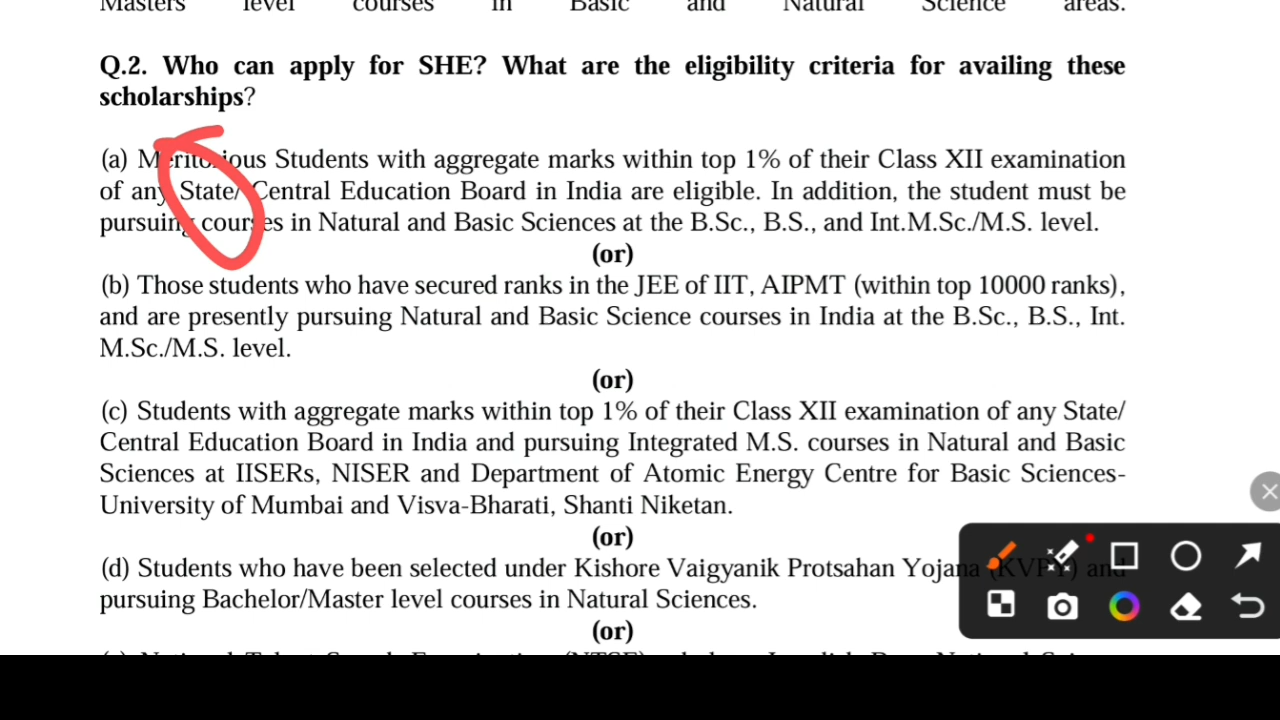 Masters level courses in Basic and Natural Science areas.
Q.2. Who can apply for SHE? What are the eligibility criteria for availing these
scholarships?
(a) Meritorious Students with aggregate marks within top 1% of their Class XII examination
of any State/ Central Education Board in India are eligible. In addition, the student must be
pursuing courses in Natural and Basic Sciences at the B.Sc., B.S., and Int.M.Sc./M.S. level.
(or)
(b) Those students who have secured ranks in the JEE of IIT, AIPMT (within top 10000 ranks),
and are presently pursuing Natural and Basic Science courses in India at the B.Sc., B.S., Int.
M.Sc./M.S. level.
(or)
(c) Students with aggregate marks within top 1% of their Class XII examination of any State/
Central Education Board in India and pursuing Integrated M.S. courses in Natural and Basic
Sciences at IISERs, NISER and Department of Atomic Energy Centre for Basic Sciences-
University of Mumbai and Visva-Bharati, Shanti Niketan.
(or)
(d) Students who have been selected under Kishore Vaigyanik Protsahan Yojana (KVPY) and
pursuing Bachelor/Master level courses in Natural Sciences.
(or)